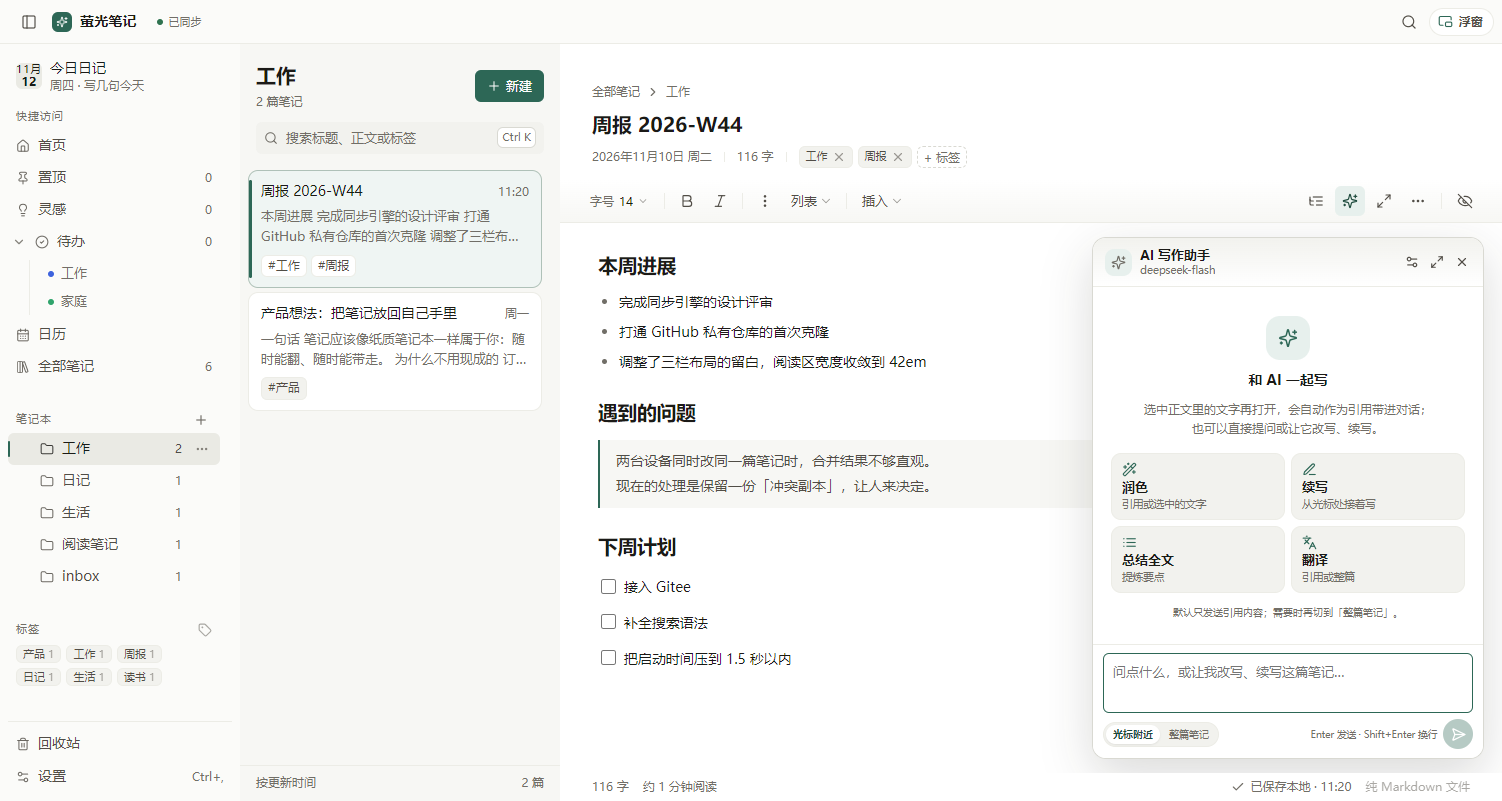 萤光笔记
已同步
浮窗
11月
12
今日日记
周四 · 写几句今天
快捷访问
首页
置顶 0
灵感 0
待办 0
工作
家庭
日历
全部笔记 6
笔记本
工作 2
日记 1
生活 1
阅读笔记 1
inbox 1
标签
产品 1 工作 1 周报 1
日记 1 生活 1 读书 1
回收站
设置 Ctrl+,
工作
2 篇笔记
新建
搜索标题、正文或标签 Ctrl K
周报 2026-W44 11:20
本周进展 完成同步引擎的设计评审 打通
GitHub 私有仓库的首次克隆 调整了三栏布...
#工作 #周报
产品想法：把笔记放回自己手里 周一
一句话 笔记应该像纸质笔记本一样属于你：随
时能翻、随时能带走。 为什么不用现成的 订...
#产品
按更新时间 2 篇
全部笔记 > 工作
周报 2026-W44
2026年11月10日 周二 116 字 工作 周报 + 标签
字号 14 B I 列表 插入
本周进展
完成同步引擎的设计评审
打通 GitHub 私有仓库的首次克隆
调整了三栏布局的留白，阅读区宽度收敛到 42em
遇到的问题
两台设备同时改同一篇笔记时，合并结果不够直观。
现在的处理是保留一份「冲突副本」，让人来决定。
下周计划
接入 Gitee
补全搜索语法
把启动时间压到 1.5 秒以内
116 字 约 1 分钟阅读
已保存本地 · 11:20 纯 Markdown 文件
AI 写作助手
deepseek-flash
和 AI 一起写
选中正文里的文字再打开，会自动作为引用带进对话；
也可以直接提问或让它改写、续写。
润色
引用或选中的文字
续写
从光标处接着写
总结全文
提炼要点
翻译
引用或整篇
默认只发送引用内容；需要时再切到「整篇笔记」。
问点什么，或让我改写、续写这篇笔记...
光标附近 整篇笔记 Enter 发送 · Shift+Enter 换行